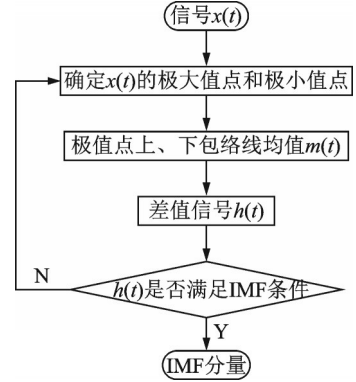 信号x(t)
确定x(t)的极大值点和极小值点
极值点上、下包络线均值m(t)
差值信号h(t)
N
h(t)是否满足IMF条件
Y
IMF分量